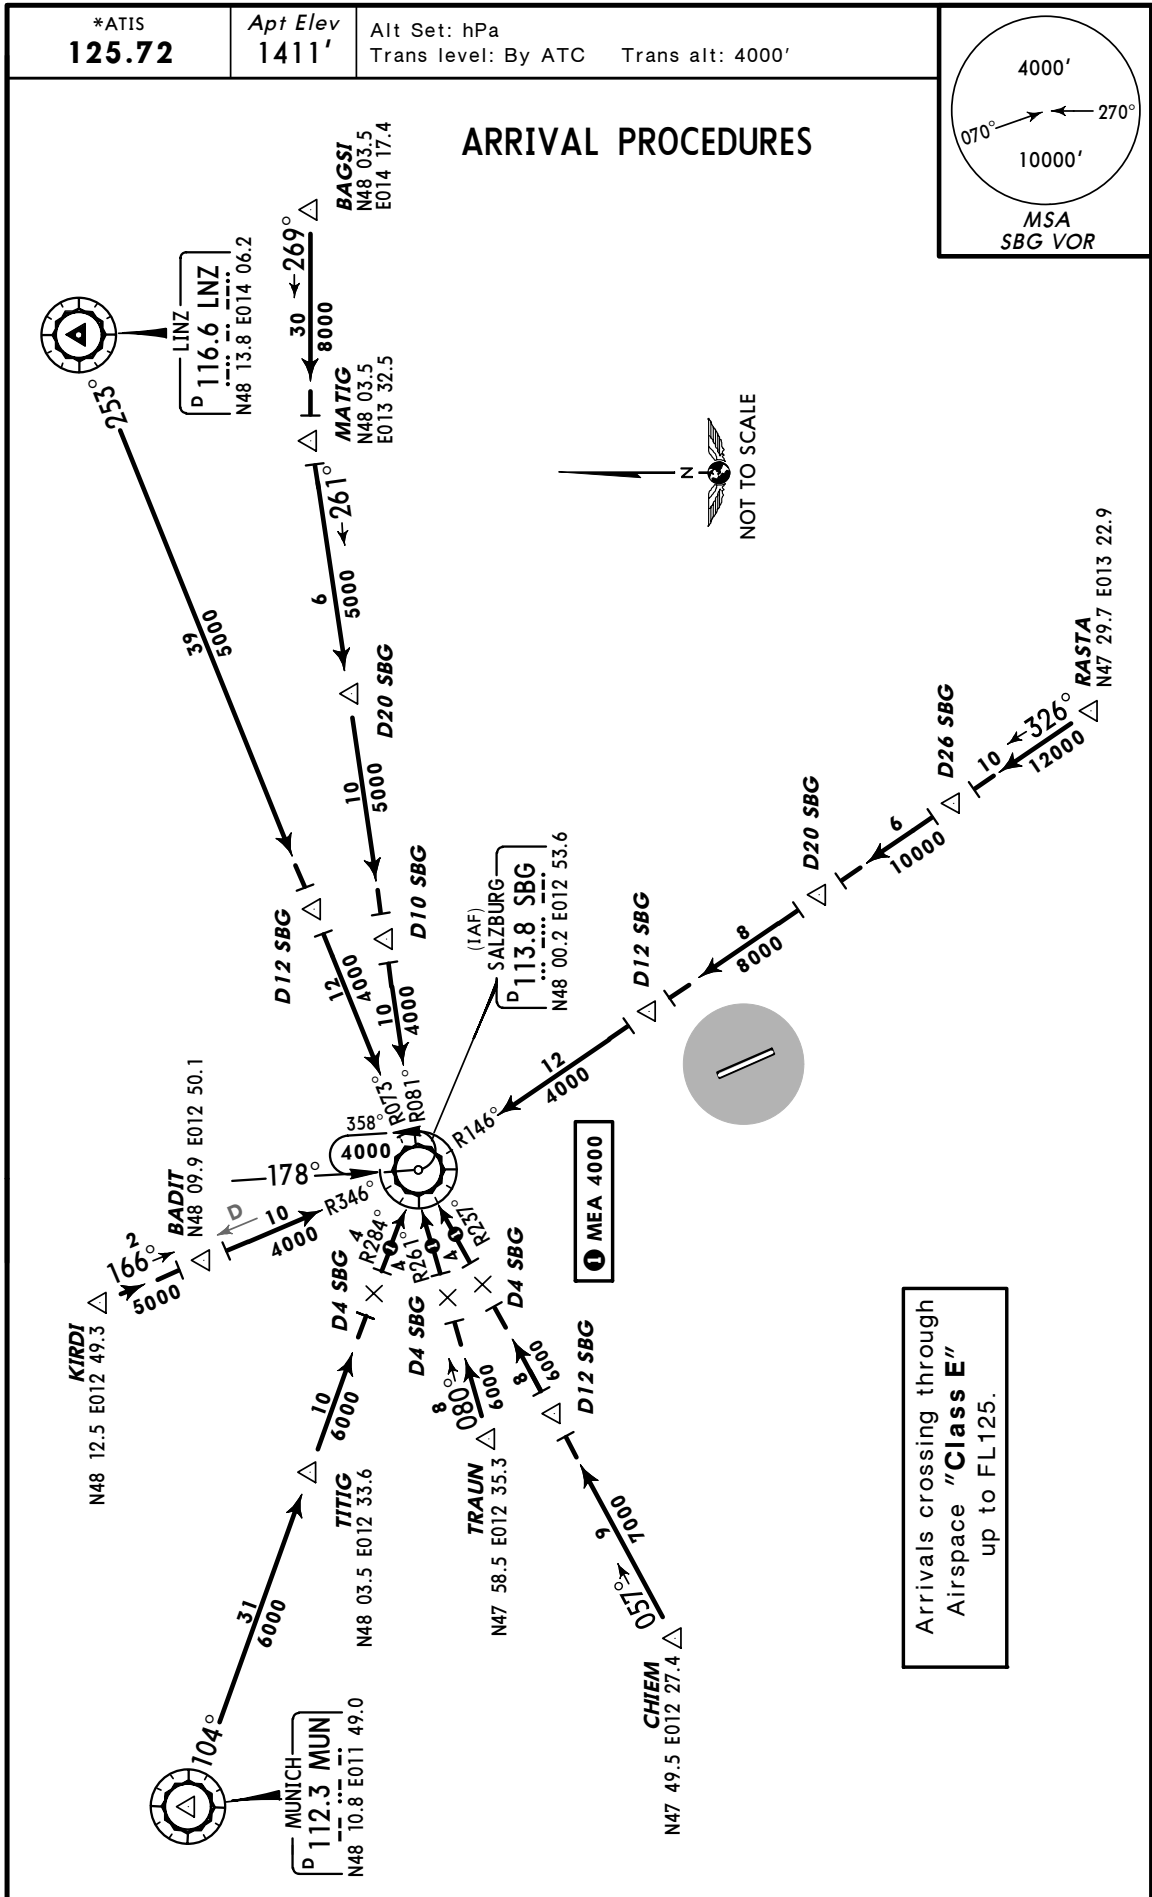 *ATIS
125.72
Apt Elev
1411'
Alt Set: hPa
Trans level: By ATC Trans alt: 4000'
4000'
070°
270°
10000'
MSA
SBG VOR
ARRIVAL PROCEDURES
BAGSI
N48 03.5
E014 17.4
269°
30
8000
LINZ
D 116.6 LNZ
N48 13.8 E014 06.2
253°
39
5000
MATIG
N48 03.5
E013 32.5
261°
6
5000
D20 SBG
10
5000
D10 SBG
10
4000
R081°
D12 SBG
12
4000
R073°
N
NOT TO SCALE
RASTA
N47 29.7 E013 22.9
326°
10
12000
D26 SBG
6
10000
D20 SBG
8
8000
D12 SBG
12
4000
R146°
(IAF)
SALZBURG
D 113.8 SBG
N48 00.2 E012 53.6
358°
4000
178°
KIRDI
N48 12.5 E012 49.3
2
166°
5000
BADIT
N48 09.9 E012 50.1
D
10
4000
R346°
MUNICH
D 112.3 MUN
N48 10.8 E011 49.0
104°
31
6000
TITIG
N48 03.5 E012 33.6
10
6000
D4 SBG
4
R284°
1
TRAUN
N47 58.5 E012 35.3
8
080°
6000
D4 SBG
4
R261°
1
CHIEM
N47 49.5 E012 27.4
057°
9
7000
D12 SBG
8
6000
D4 SBG
4
R237°
1
1 MEA 4000
Arrivals crossing through
Airspace "Class E"
up to FL125.